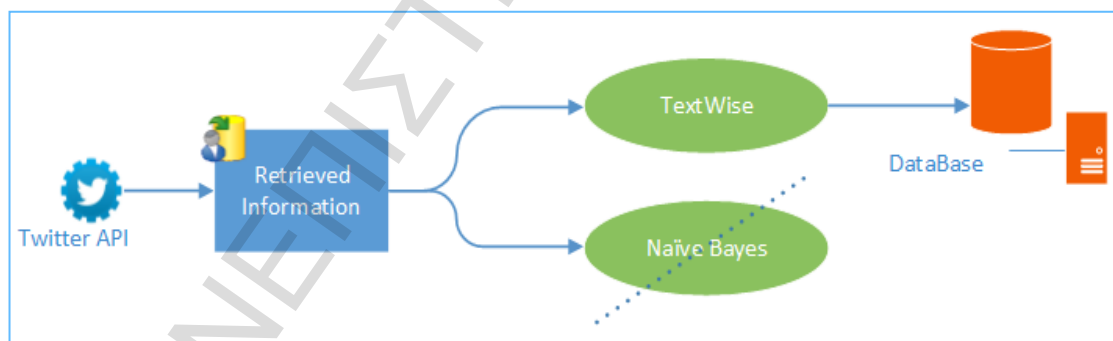 TextWise
DataBase
Retrieved
Information
Twitter API
Naïve Bayes